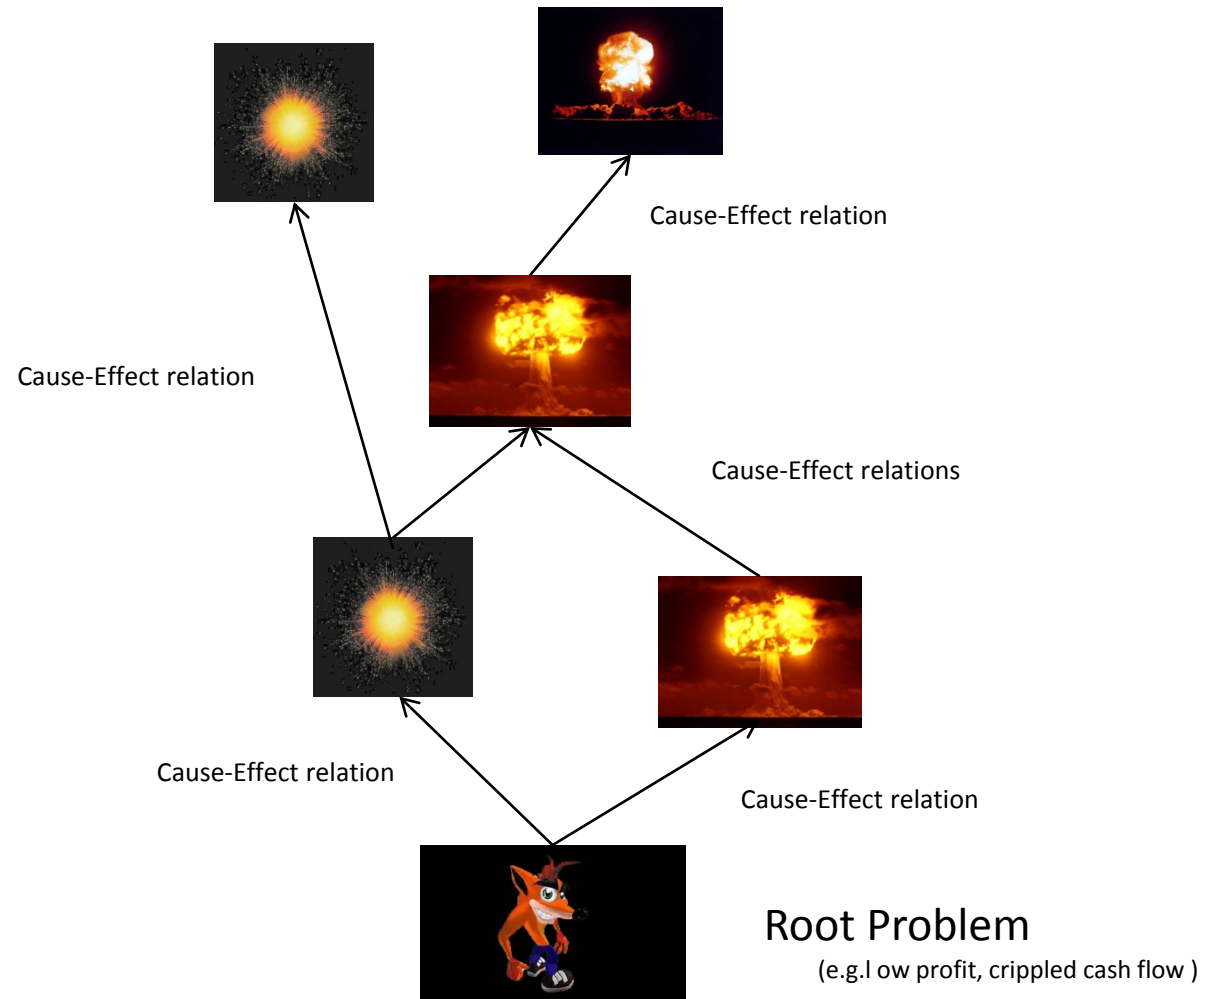 Cause-Effect relation
Cause-Effect relation
Cause-Effect relations
Cause-Effect relation
Cause-Effect relation
Root Problem
(e.g.l ow profit, crippled cash flow )